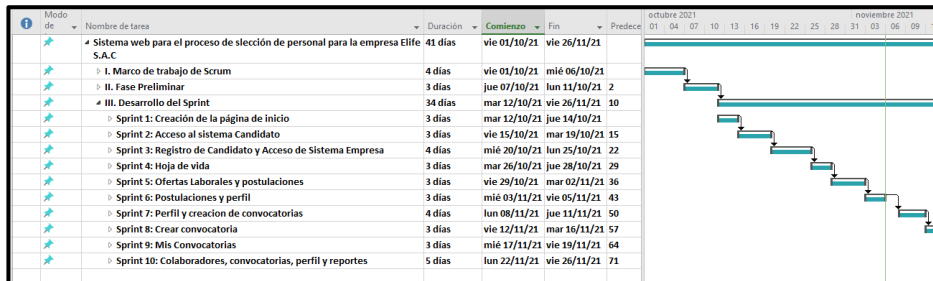 Modo de Nombre de tarea Duración Comienzo Fin Predece octubre 2021 noviembre 2021
01 04 07 10 13 16 19 22 25 28 31 03 06 09
Sistema web para el proceso de slección de personal para la empresa Elife S.A.C 41 días vie 01/10/21 vie 26/11/21
I. Marco de trabajo de Scrum 4 días vie 01/10/21 mié 06/10/21
II. Fase Preliminar 3 días jue 07/10/21 lun 11/10/21 2
III. Desarrollo del Sprint 34 días mar 12/10/21 vie 26/11/21 10
Sprint 1: Creación de la página de inicio 3 días mar 12/10/21 jue 14/10/21
Sprint 2: Acceso al sistema Candidato 3 días vie 15/10/21 mar 19/10/21 15
Sprint 3: Registro de Candidato y Acceso de Sistema Empresa 4 días mié 20/10/21 lun 25/10/21 22
Sprint 4: Hoja de vida 3 días mar 26/10/21 jue 28/10/21 29
Sprint 5: Ofertas Laborales y postulaciones 3 días vie 29/10/21 mar 02/11/21 36
Sprint 6: Postulaciones y perfil 3 días mié 03/11/21 vie 05/11/21 43
Sprint 7: Perfil y creacion de convocatorias 4 días lun 08/11/21 jue 11/11/21 50
Sprint 8: Crear convocatoria 3 días vie 12/11/21 mar 16/11/21 57
Sprint 9: Mis Convocatorias 3 días mié 17/11/21 vie 19/11/21 64
Sprint 10: Colaboradores, convocatorias, perfil y reportes 5 días lun 22/11/21 vie 26/11/21 71